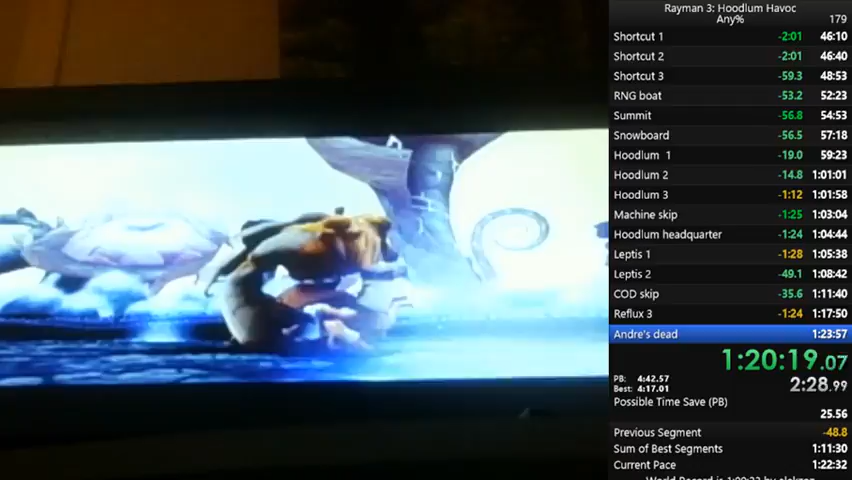 Rayman 3: Hoodlum Havoc
Any% 179
Shortcut 1 -2:01 46:10
Shortcut 2 -2:01 46:40
Shortcut 3 -59.3 48:53
RNG boat -53.2 52:23
Summit -56.8 54:53
Snowboard -56.5 57:18
Hoodlum 1 -19.0 59:23
Hoodlum 2 -14.8 1:01:01
Hoodlum 3 -1:12 1:01:58
Machine skip -1:25 1:03:04
Hoodlum headquarter -1:24 1:04:44
Leptis 1 -1:28 1:05:38
Leptis 2 -49.1 1:08:42
COD skip -35.6 1:11:40
Reflux 3 -1:24 1:17:50
Andre's dead 1:23:57
1:20:19.07
PB: 4:42.57
Best: 4:17.01
2:28.99
Possible Time Save (PB)
25.56
Previous Segment -48.8
Sum of Best Segments 1:11:30
Current Pace 1:22:32
World Record is